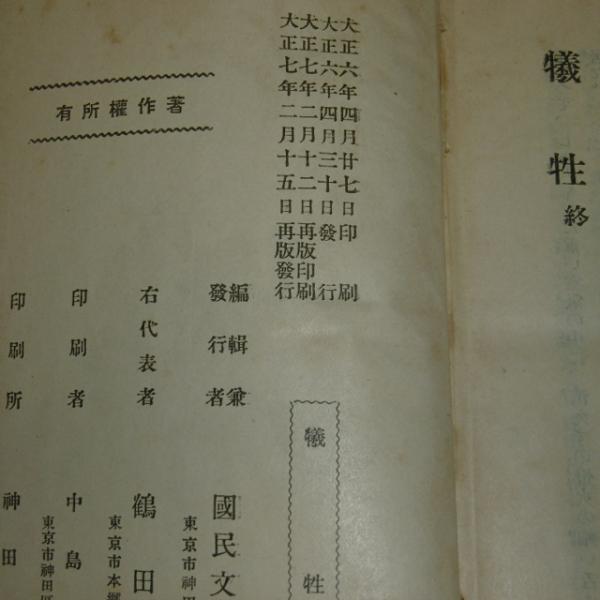 犠牲終
大正六年四月廿七日印刷
大正六年四月三十日發行
大正七年二月十二日再版印刷
大正七年二月十五日再版發行
著作權所有
犠牲
編輯兼
發行者
國民文
東京市神
右代表者
鶴田
東京市本郷
印刷者
中島
東京市神田區
印刷所
神田